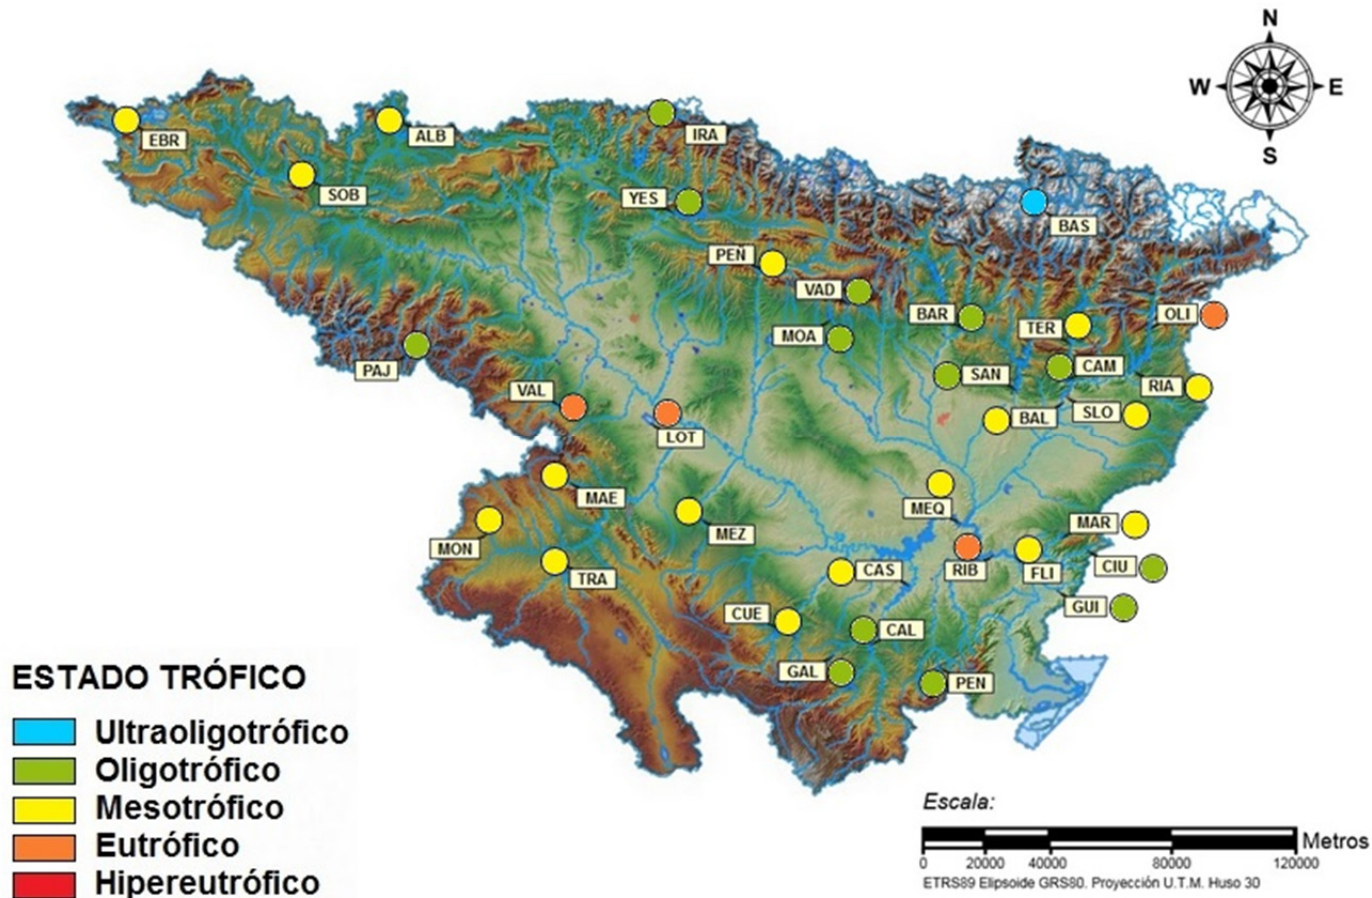 N
W
E
S
EBR
ALB
IRA
SOB
YES
BAS
PEÑ
VAD
BAR
TER
OLI
MOA
PAJ
SAN
CAM
RIA
VAL
LOT
BAL
SLO
MAE
MEZ
MEQ
MAR
MON
TRA
CAS
RIB
FLI
CIU
CUE
CAL
GUI
GAL
PEN
ESTADO TRÓFICO
Ultraoligotrófico
Oligotrófico
Mesotrófico
Eutrófico
Hipereutrófico
Escala:
Metros
0 20000 40000 80000 120000
ETRS89 Elipsoide GRS80. Proyección U.T.M. Huso 30